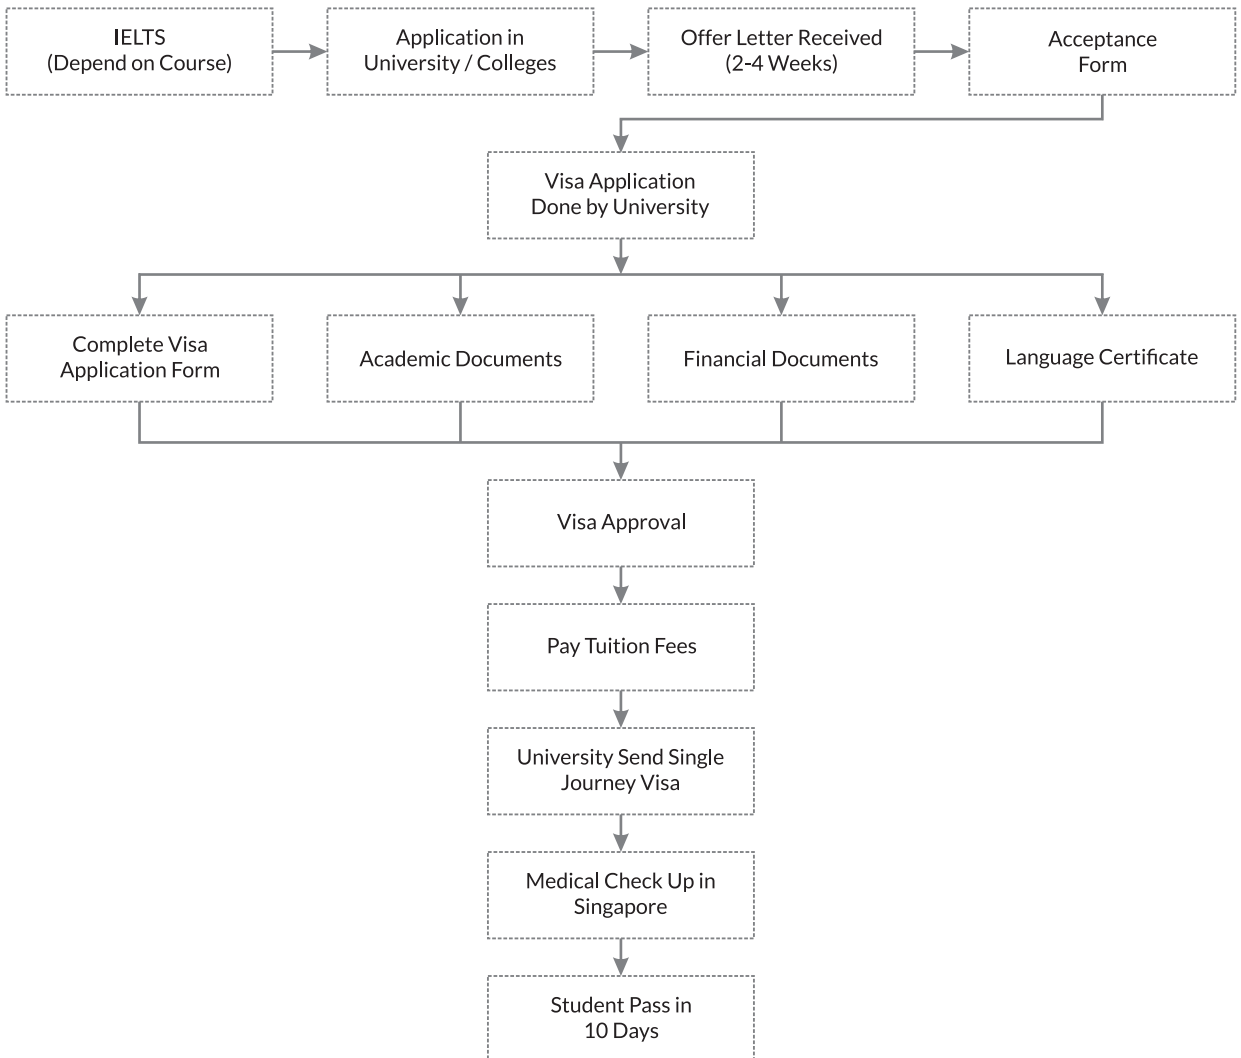 IELTS
(Depend on Course)
Application in
University / Colleges
Offer Letter Received
(2-4 Weeks)
Acceptance
Form
Visa Application
Done by University
Complete Visa
Application Form
Academic Documents
Financial Documents
Language Certificate
Visa Approval
Pay Tuition Fees
University Send Single
Journey Visa
Medical Check Up in
Singapore
Student Pass in
10 Days